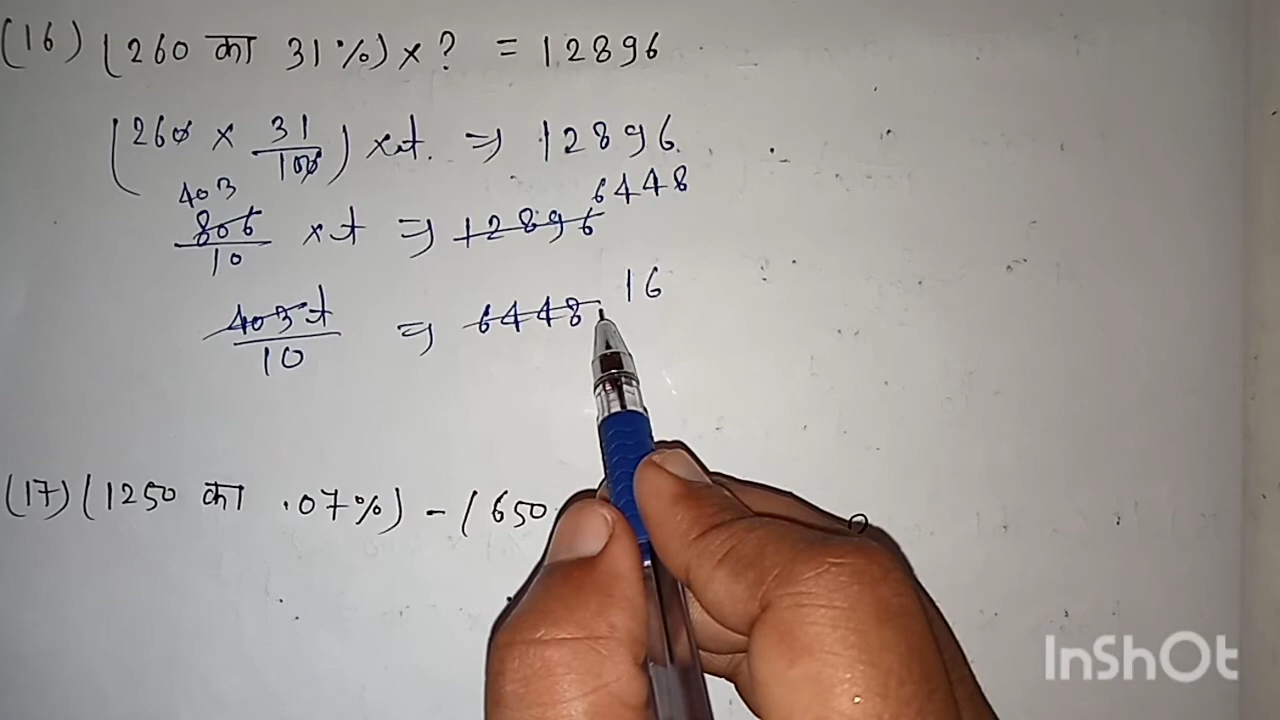 (16) (260 का 31%) × ? = 12896
(260 × 31/100) × t. ⇒ 12896.
403 6448
806/10 × t ⇒ 12896
16
403t/10 ⇒ 6448
(17) (1250 का .07%) - (650
InShOt